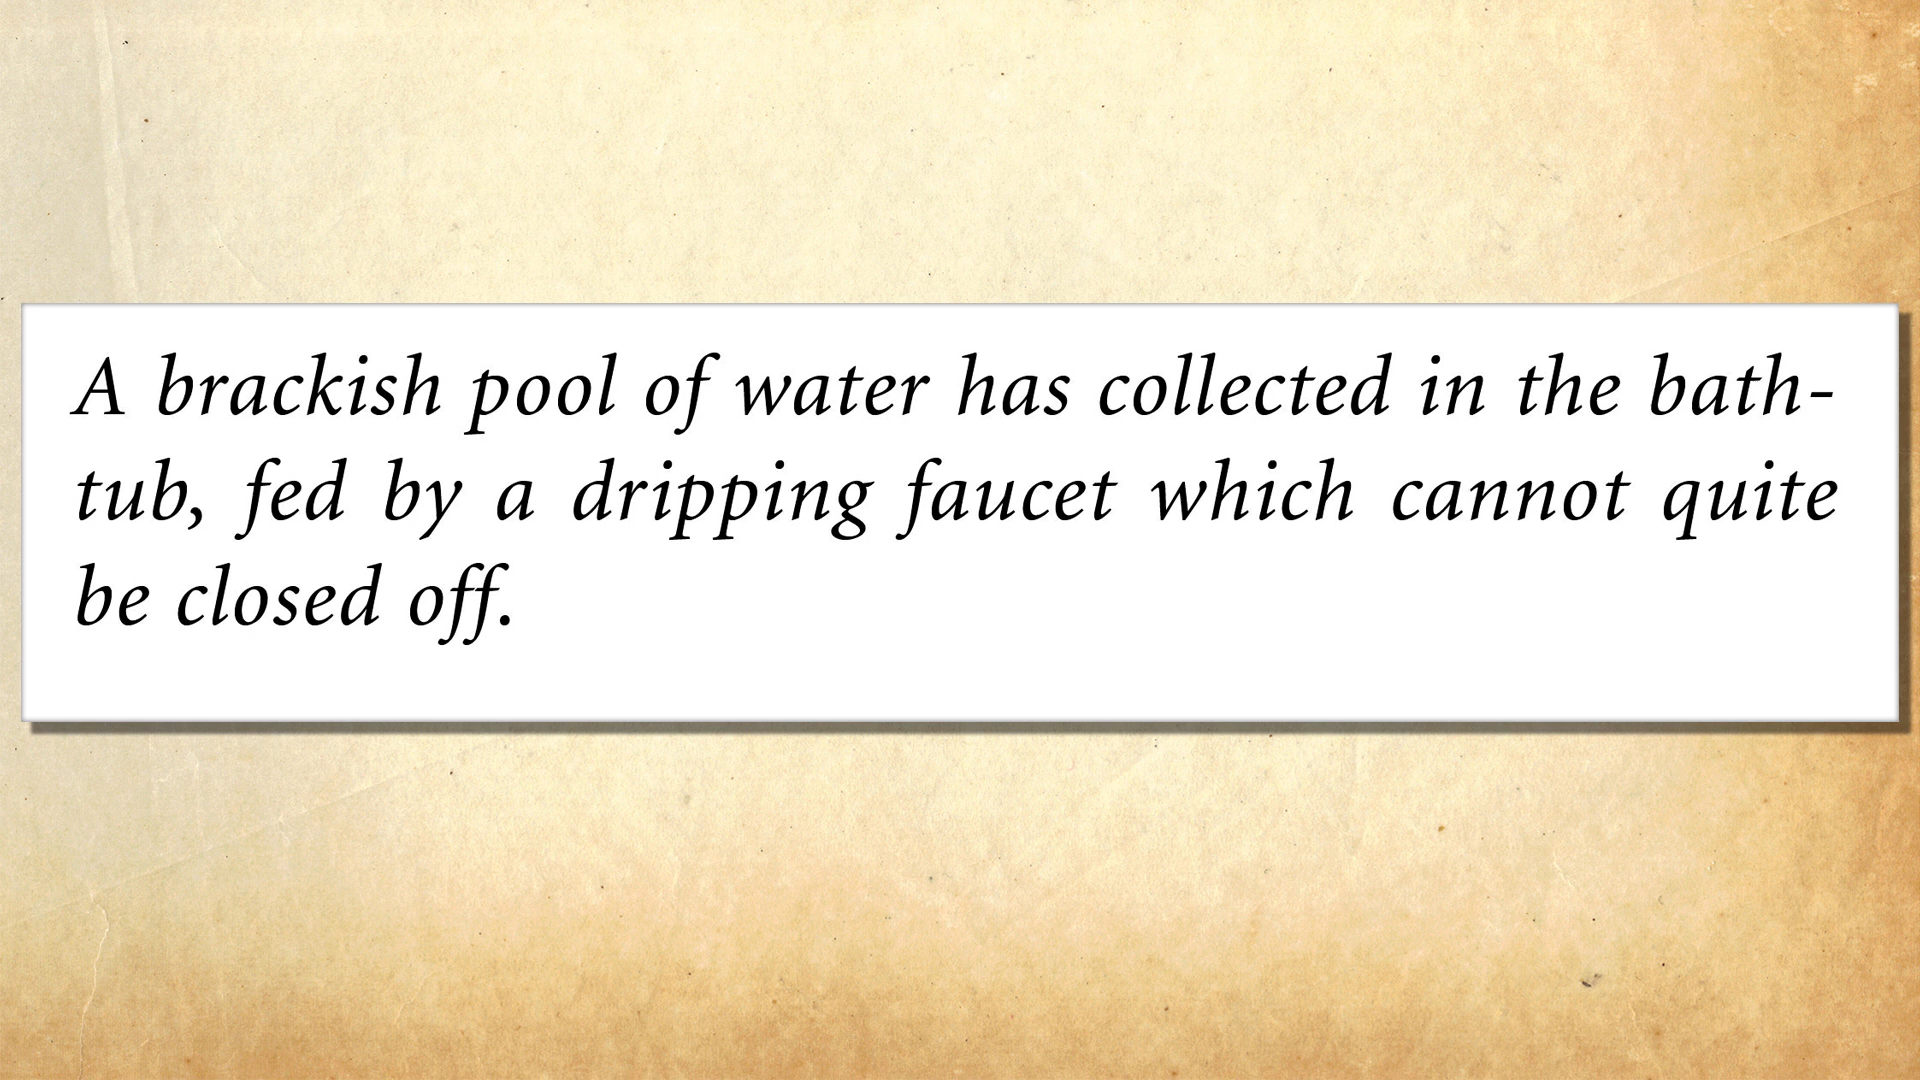 A brackish pool of water has collected in the bath-
tub, fed by a dripping faucet which cannot quite
be closed off.